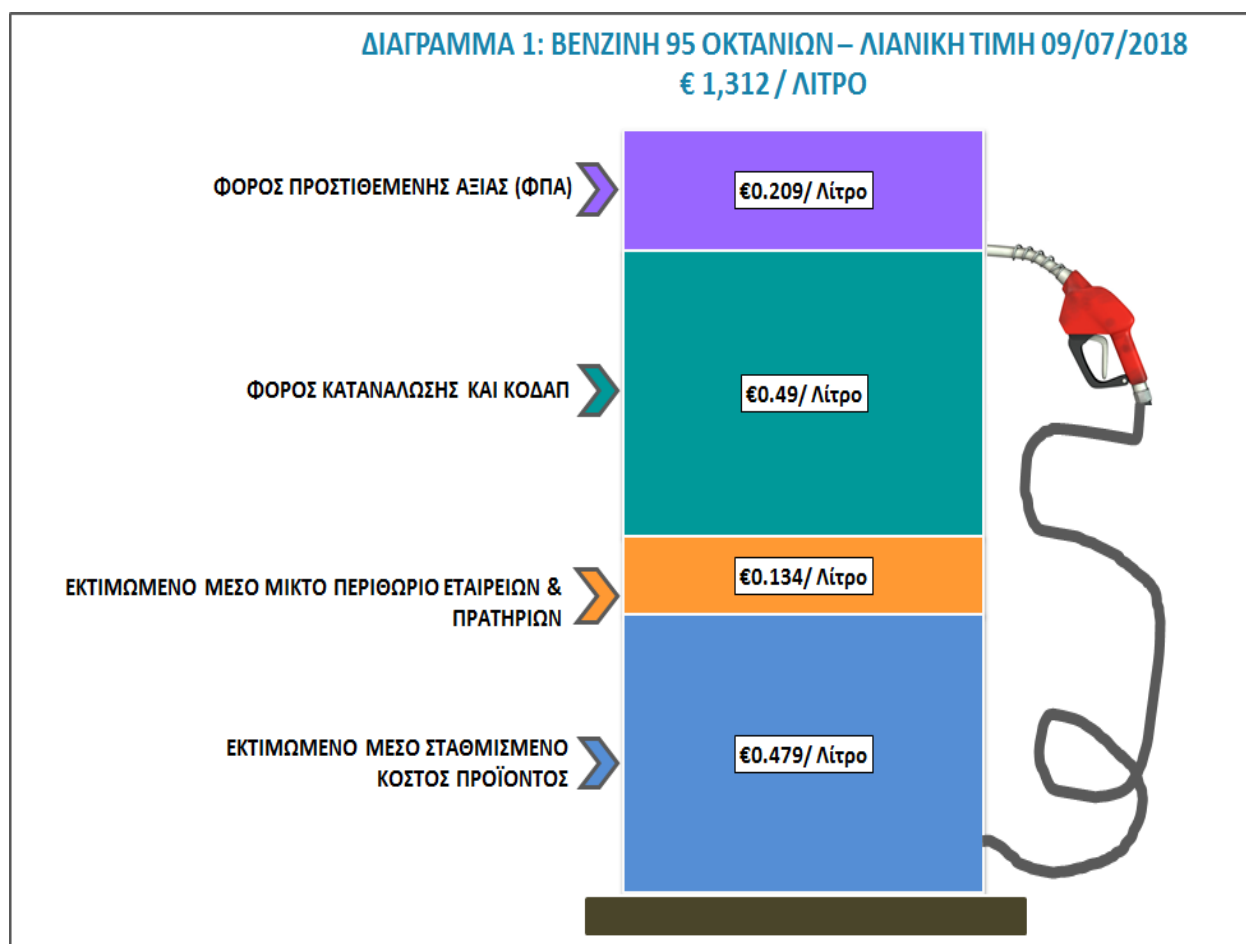 ΔΙΑΓΡΑΜΜΑ 1: ΒΕΝΖΙΝΗ 95 ΟΚΤΑΝΙΩΝ – ΛΙΑΝΙΚΗ ΤΙΜΗ 09/07/2018
€ 1,312 / ΛΙΤΡΟ
ΦΟΡΟΣ ΠΡΟΣΤΙΘΕΜΕΝΗΣ ΑΞΙΑΣ (ΦΠΑ)
€0.209/ Λίτρο
ΦΟΡΟΣ ΚΑΤΑΝΑΛΩΣΗΣ ΚΑΙ ΚΟΔΑΠ
€0.49/ Λίτρο
ΕΚΤΙΜΩΜΕΝΟ ΜΕΣΟ ΜΙΚΤΟ ΠΕΡΙΘΩΡΙΟ ΕΤΑΙΡΕΙΩΝ &
ΠΡΑΤΗΡΙΩΝ
€0.134/ Λίτρο
ΕΚΤΙΜΩΜΕΝΟ ΜΕΣΟ ΣΤΑΘΜΙΣΜΕΝΟ
ΚΟΣΤΟΣ ΠΡΟΪΟΝΤΟΣ
€0.479/ Λίτρο